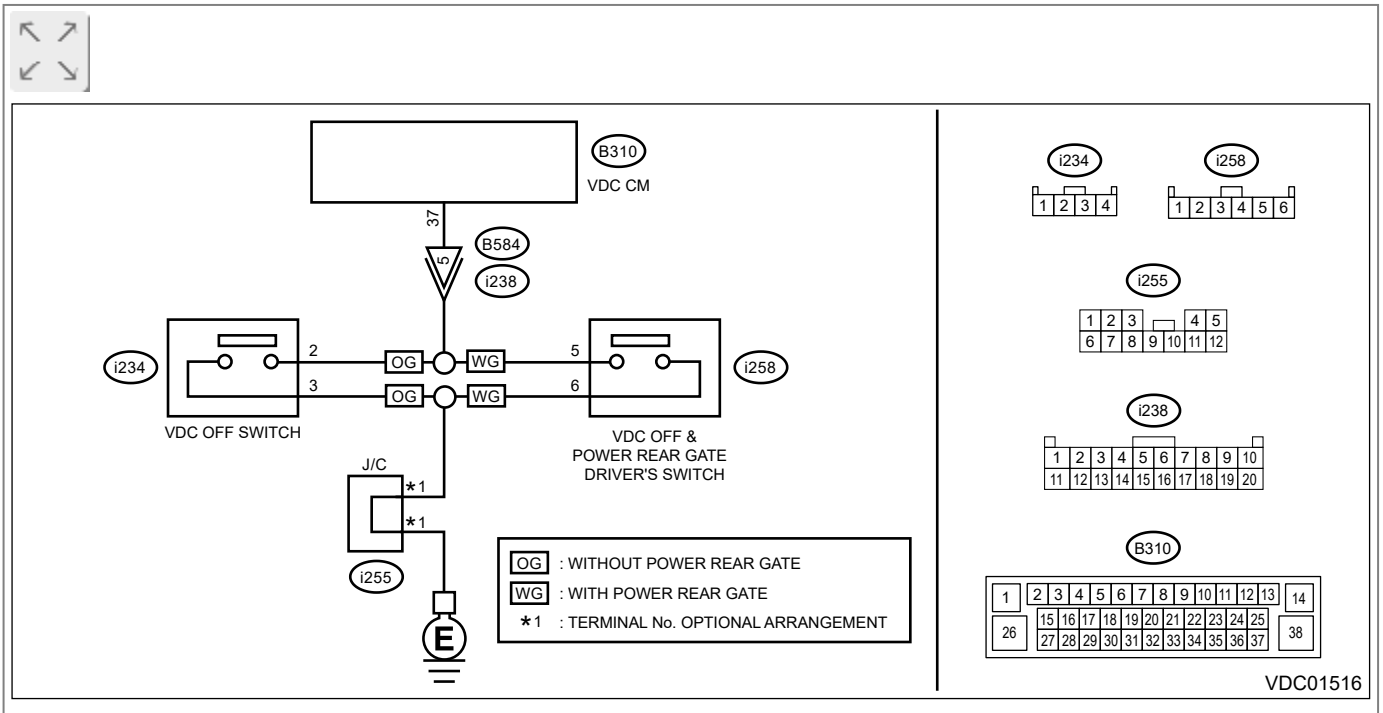 B310
VDC CM
37
5
B584
i238
i234
2
OG
WG
5
i258
3
OG
WG
6
VDC OFF SWITCH
VDC OFF &
POWER REAR GATE
DRIVER'S SWITCH
J/C
*1
*1
i255
E
OG : WITHOUT POWER REAR GATE
WG : WITH POWER REAR GATE
*1 : TERMINAL No. OPTIONAL ARRANGEMENT
i234
1 2 3 4
i258
1 2 3 4 5 6
i255
1 2 3 4 5
6 7 8 9 10 11 12
i238
1 2 3 4 5 6 7 8 9 10
11 12 13 14 15 16 17 18 19 20
B310
1 2 3 4 5 6 7 8 9 10 11 12 13 14
15 16 17 18 19 20 21 22 23 24 25
26 27 28 29 30 31 32 33 34 35 36 37 38
VDC01516